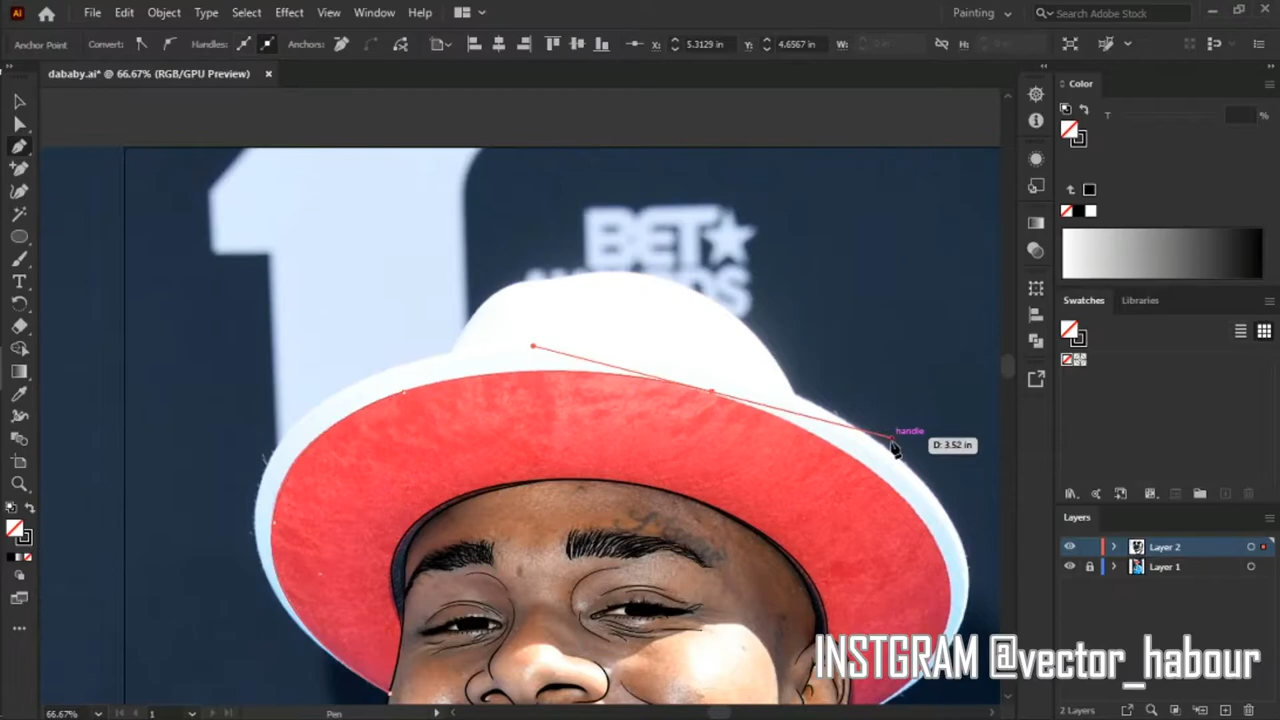 Ai File Edit Object Type Select Effect View Window Help Painting Search Adobe Stock
Anchor Point Convert: Handles: Anchors: X: 5.3129 in Y: 4.6567 in W: H:
dababy.ai* @ 66.67% (RGB/GPU Preview)
Color
T %
BET
AWARDS
Swatches Libraries
handle
D: 3.52 in
Layers
Layer 2
Layer 1
INSTGRAM @vector_habour
66.67% 1 Pen 2 Layers